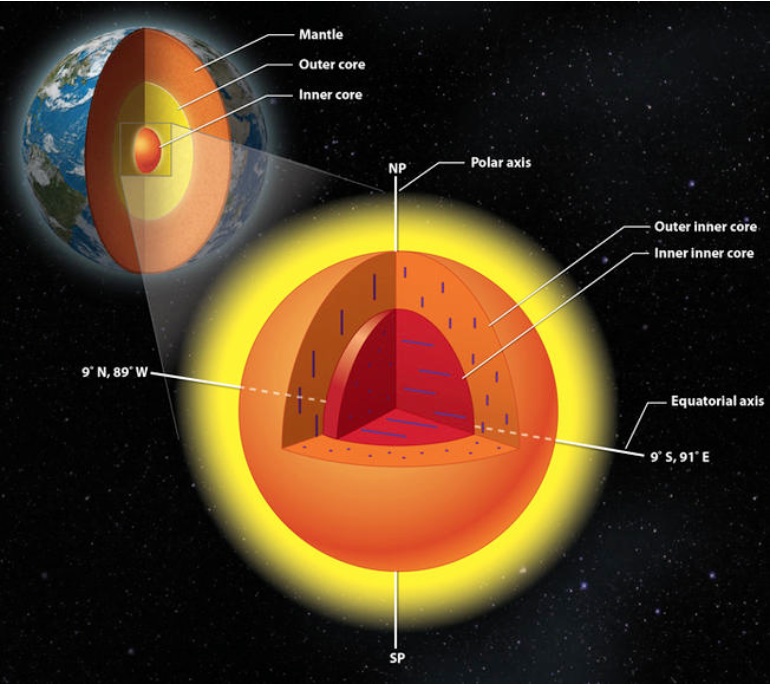 Mantle
Outer core
Inner core
NP
Polar axis
Outer inner core
Inner inner core
9° N, 89° W
Equatorial axis
9° S, 91° E
SP